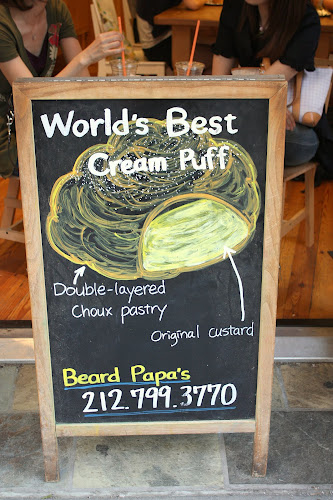 World's Best
Cream Puff
Double-layered
Choux pastry
Original custard
Beard Papa's
212.799.3770